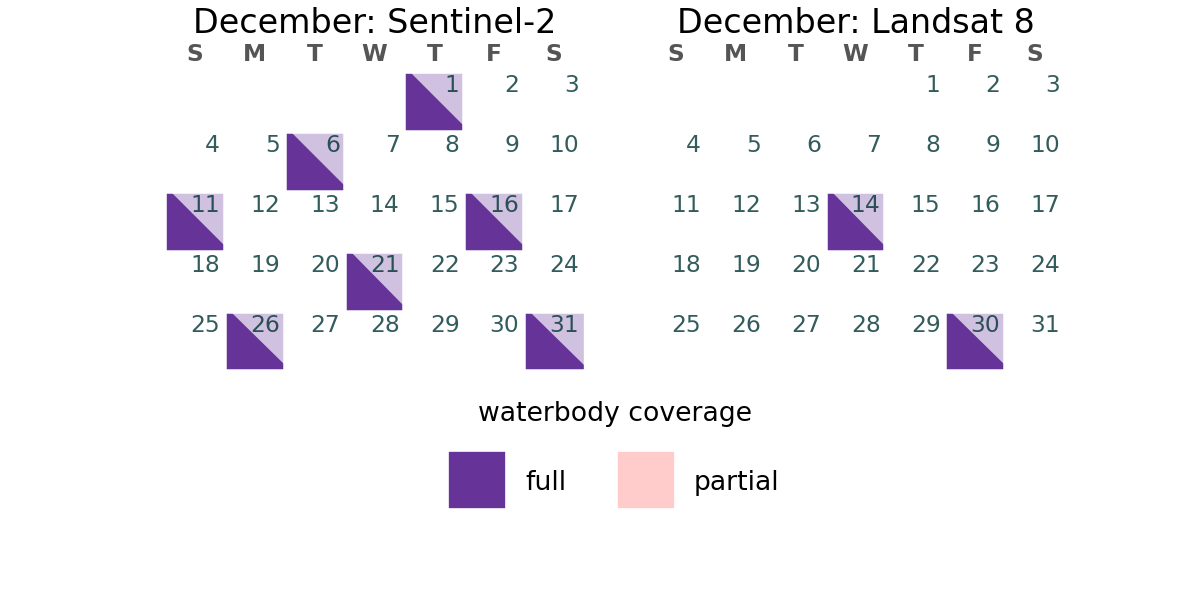 December: Sentinel-2
S M T W T F S
1 2 3
4 5 6 7 8 9 10
11 12 13 14 15 16 17
18 19 20 21 22 23 24
25 26 27 28 29 30 31
December: Landsat 8
S M T W T F S
1 2 3
4 5 6 7 8 9 10
11 12 13 14 15 16 17
18 19 20 21 22 23 24
25 26 27 28 29 30 31
waterbody coverage
full
partial